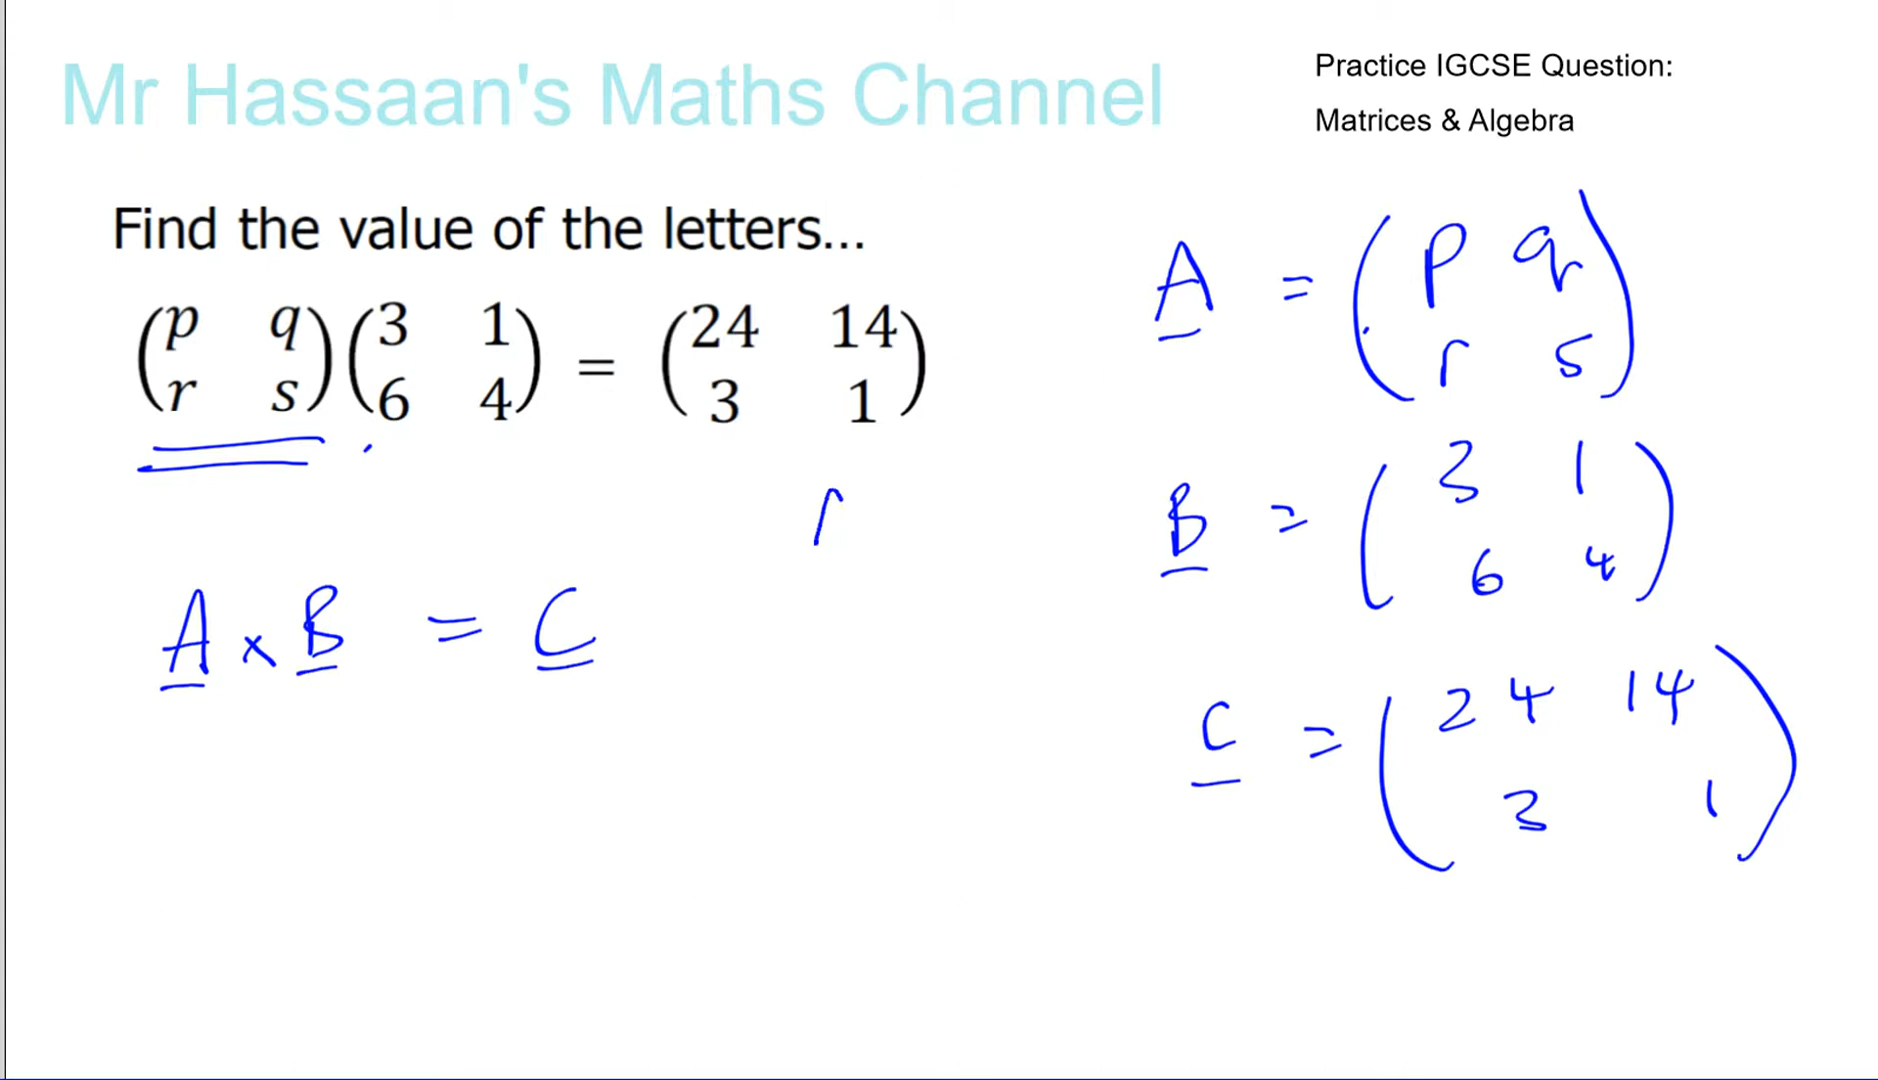 Mr Hassaan's Maths Channel
Practice IGCSE Question:
Matrices & Algebra
Find the value of the letters...
(p q) (3 1) = (24 14)
(r s) (6 4) (3 1)
A × B = C
A = (p q
r s)
B = (3 1
6 4)
C = (24 14
3 1)